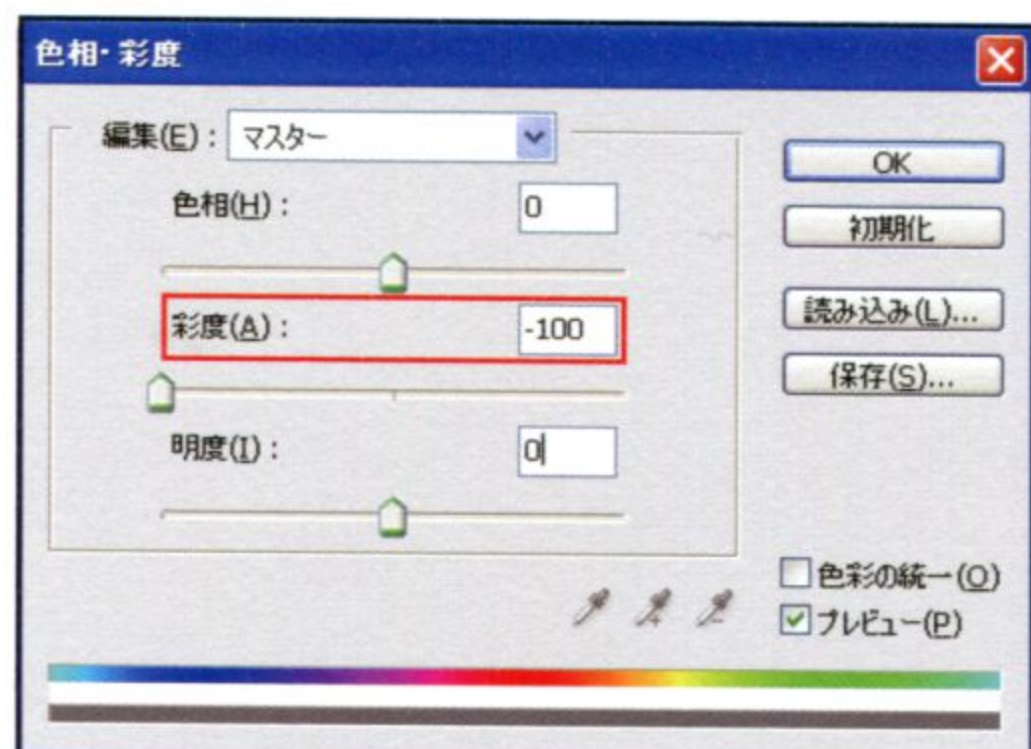 色相・彩度
編集(E)： マスター
色相(H)： 0
彩度(A)： -100
明度(I)： 0
OK
初期化
読み込み(L)...
保存(S)...
色彩の統一(O)
プレビュー(P)